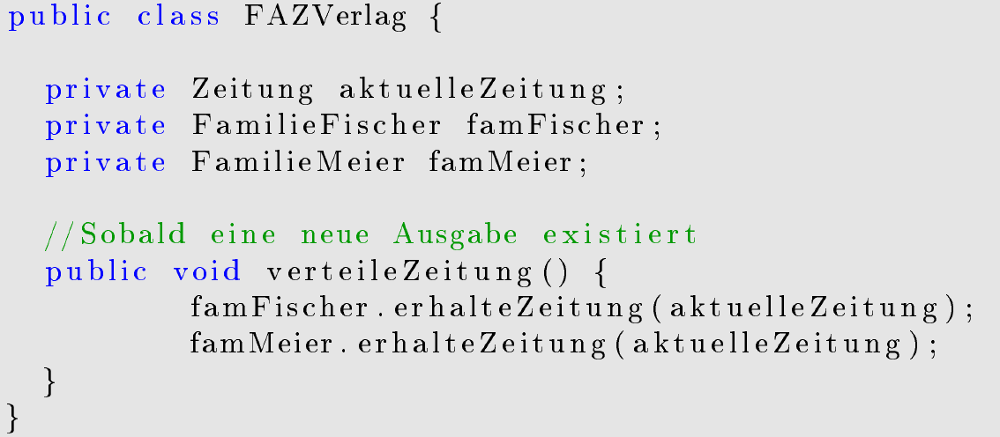 public class FAZVerlag {
private Zeitung aktuelleZeitung;
private FamilieFischer famFischer;
private FamilieMeier famMeier;
//Sobald eine neue Ausgabe existiert
public void verteileZeitung() {
famFischer.erhalteZeitung(aktuelleZeitung);
famMeier.erhalteZeitung(aktuelleZeitung);
}
}